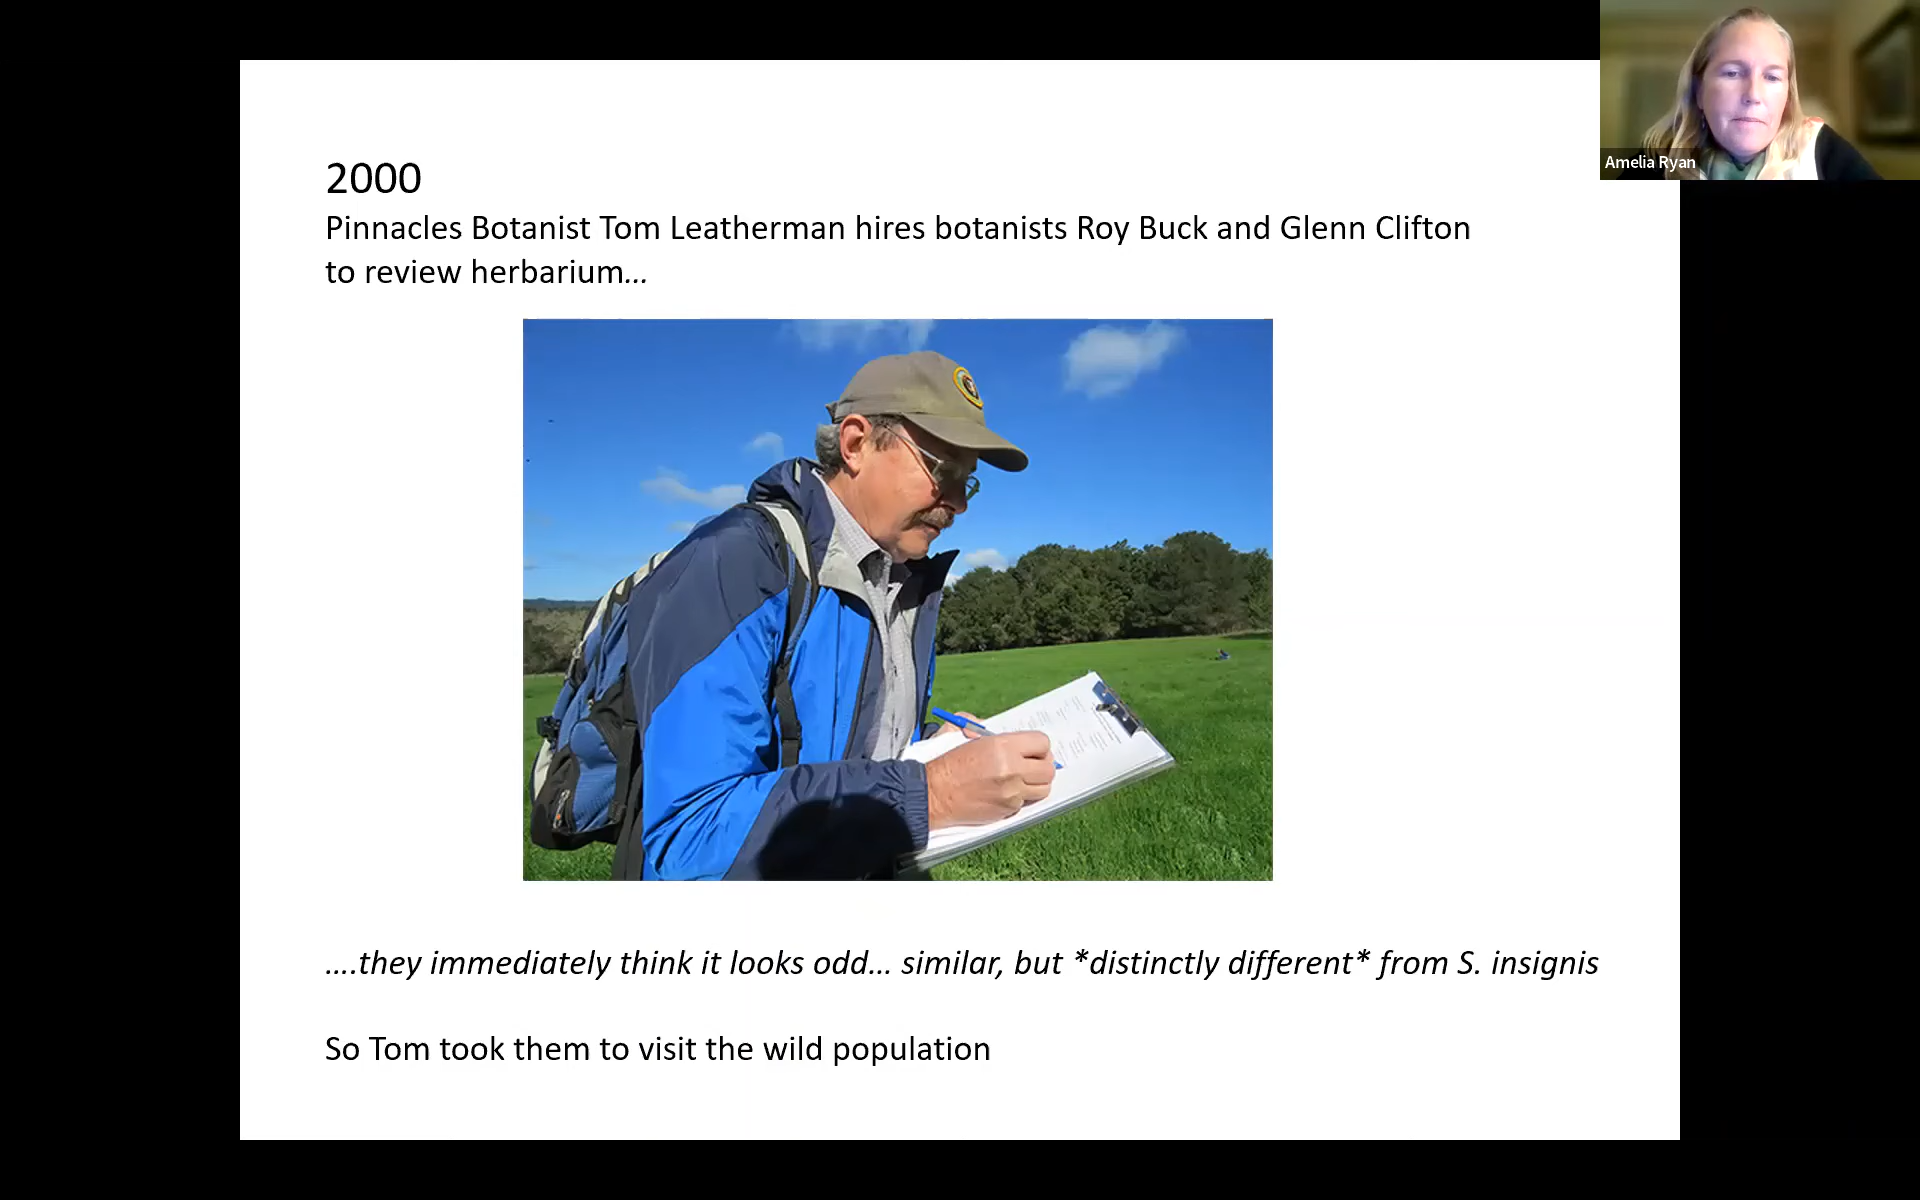 Amelia Ryan
2000
Pinnacles Botanist Tom Leatherman hires botanists Roy Buck and Glenn Clifton
to review herbarium...
....they immediately think it looks odd... similar, but *distinctly different* from S. insignis
So Tom took them to visit the wild population